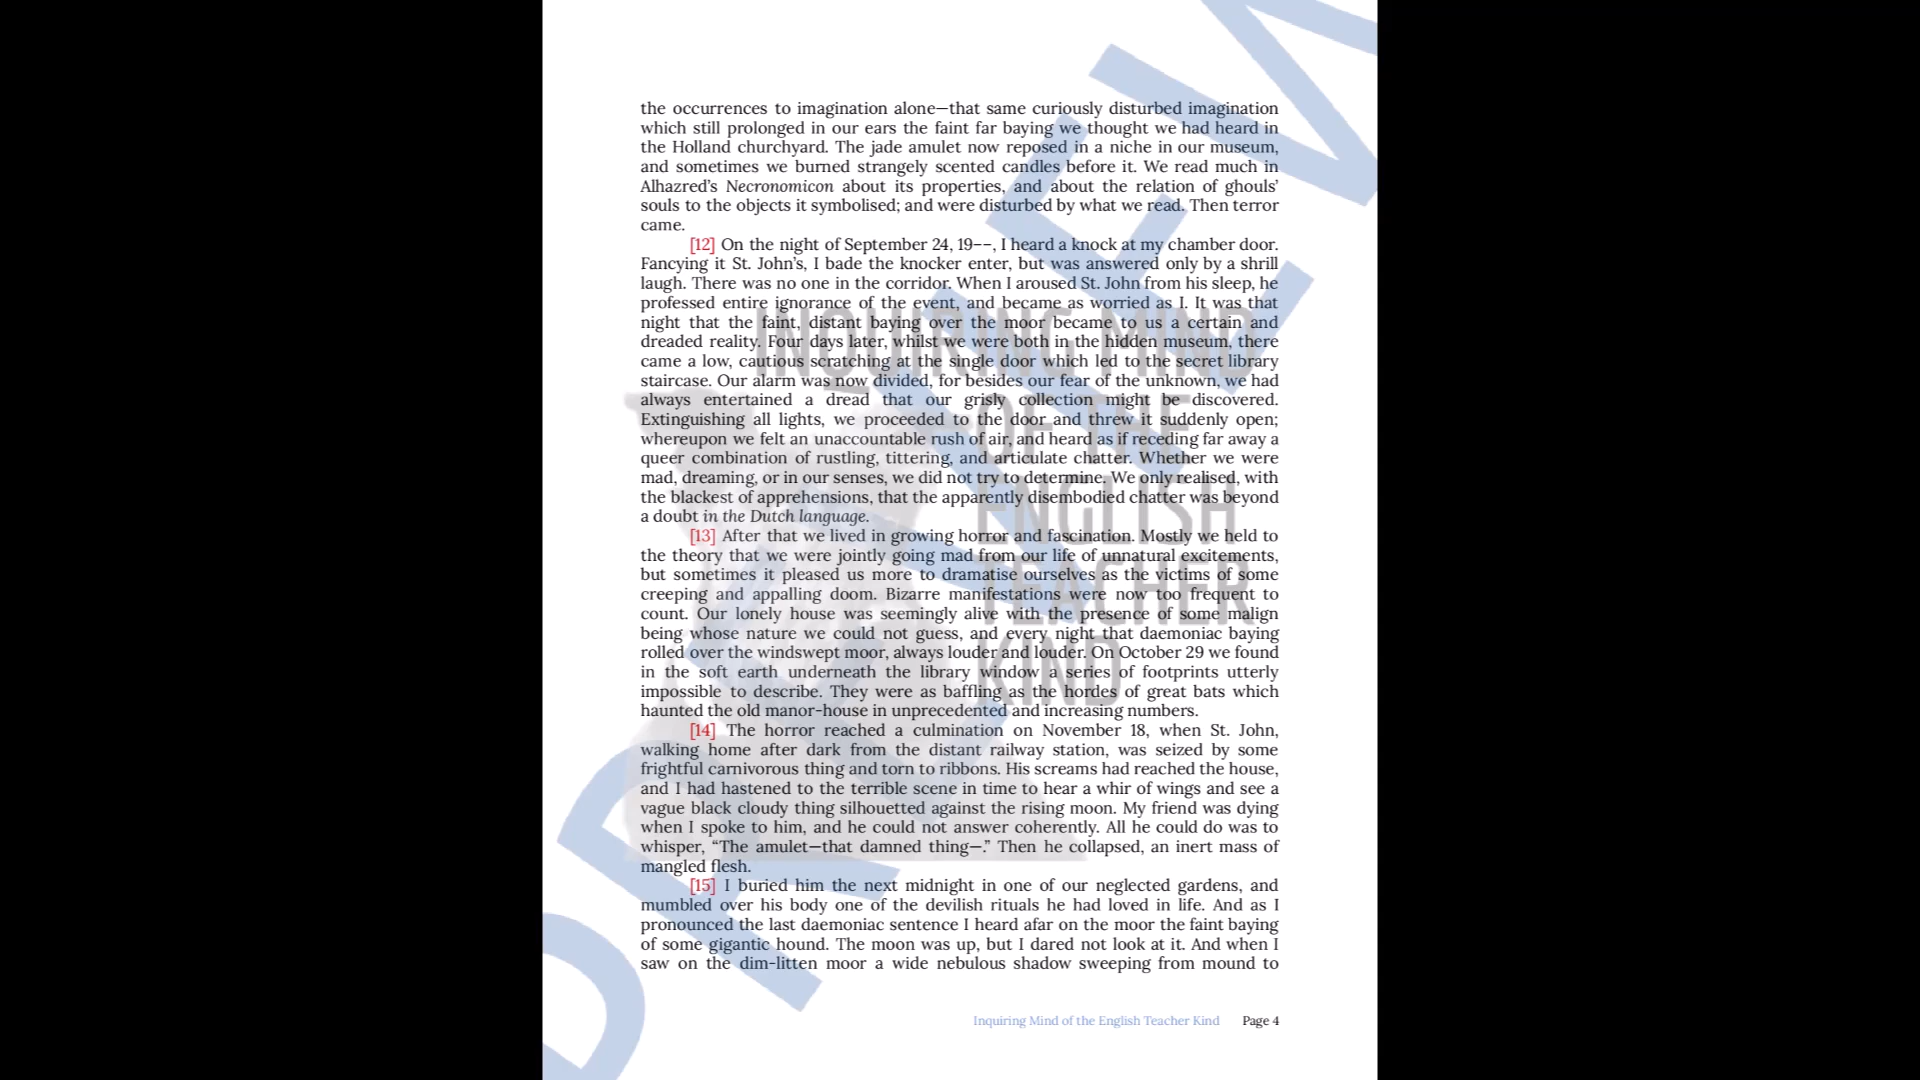 the occurrences to imagination alone—that same curiously disturbed imagination
which still prolonged in our ears the faint far baying we thought we had heard in
the Holland churchyard. The jade amulet now reposed in a niche in our museum,
and sometimes we burned strangely scented candles before it. We read much in
Alhazred’s Necronomicon about its properties, and about the relation of ghouls’
souls to the objects it symbolised; and were disturbed by what we read. Then terror
came.
[12] On the night of September 24, 19––, I heard a knock at my chamber door.
Fancying it St. John’s, I bade the knocker enter, but was answered only by a shrill
laugh. There was no one in the corridor. When I aroused St. John from his sleep, he
professed entire ignorance of the event, and became as worried as I. It was that
night that the faint, distant baying over the moor became to us a certain and
dreaded reality. Four days later, whilst we were both in the hidden museum, there
came a low, cautious scratching at the single door which led to the secret library
staircase. Our alarm was now divided, for besides our fear of the unknown, we had
always entertained a dread that our grisly collection might be discovered.
Extinguishing all lights, we proceeded to the door and threw it suddenly open;
whereupon we felt an unaccountable rush of air, and heard as if receding far away a
queer combination of rustling, tittering, and articulate chatter. Whether we were
mad, dreaming, or in our senses, we did not try to determine. We only realised, with
the blackest of apprehensions, that the apparently disembodied chatter was beyond
a doubt in the Dutch language.
[13] After that we lived in growing horror and fascination. Mostly we held to
the theory that we were jointly going mad from our life of unnatural excitements,
but sometimes it pleased us more to dramatise ourselves as the victims of some
creeping and appalling doom. Bizarre manifestations were now too frequent to
count. Our lonely house was seemingly alive with the presence of some malign
being whose nature we could not guess, and every night that daemoniac baying
rolled over the windswept moor, always louder and louder. On October 29 we found
in the soft earth underneath the library window a series of footprints utterly
impossible to describe. They were as baffling as the hordes of great bats which
haunted the old manor-house in unprecedented and increasing numbers.
[14] The horror reached a culmination on November 18, when St. John,
walking home after dark from the distant railway station, was seized by some
frightful carnivorous thing and torn to ribbons. His screams had reached the house,
and I had hastened to the terrible scene in time to hear a whir of wings and see a
vague black cloudy thing silhouetted against the rising moon. My friend was dying
when I spoke to him, and he could not answer coherently. All he could do was to
whisper, “The amulet—that damned thing—.” Then he collapsed, an inert mass of
mangled flesh.
[15] I buried him the next midnight in one of our neglected gardens, and
mumbled over his body one of the devilish rituals he had loved in life. And as I
pronounced the last daemoniac sentence I heard afar on the moor the faint baying
of some gigantic hound. The moon was up, but I dared not look at it. And when I
saw on the dim-litten moor a wide nebulous shadow sweeping from mound to
Inquiring Mind of the English Teacher Kind Page 4
INQUIRING MIND
OF THE
ENGLISH
TEACHER
KIND
PREVIEW